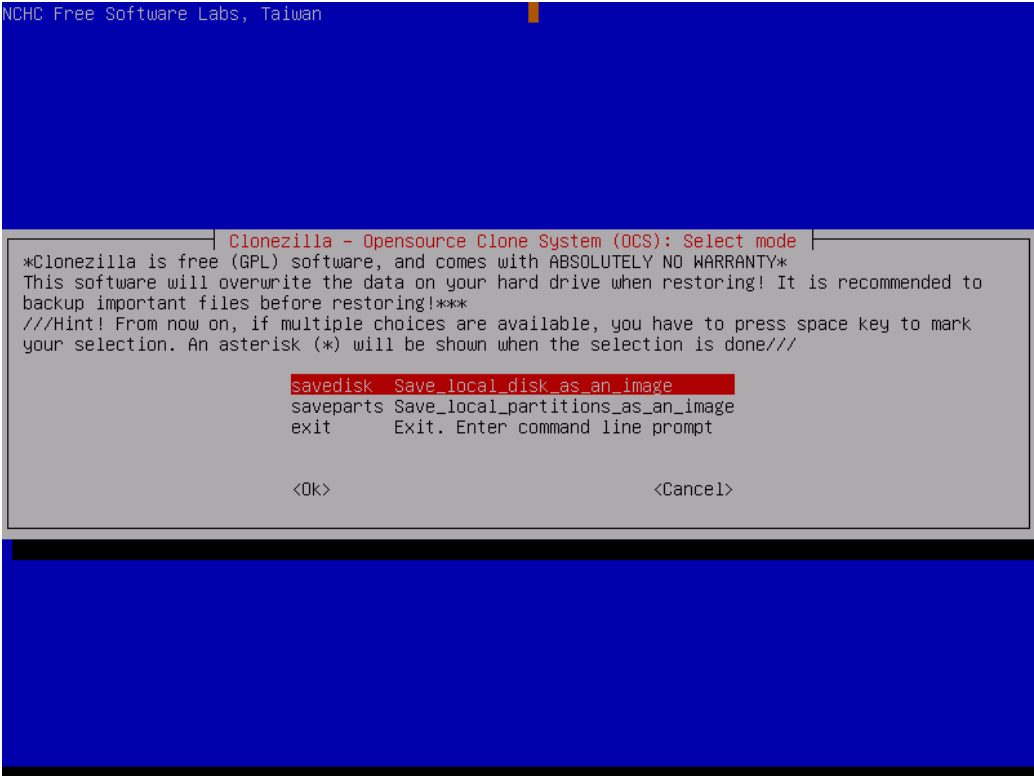 NCHC Free Software Labs, Taiwan
Clonezilla - Opensource Clone System (OCS): Select mode
*Clonezilla is free (GPL) software, and comes with ABSOLUTELY NO WARRANTY*
This software will overwrite the data on your hard drive when restoring! It is recommended to
backup important files before restoring!***
///Hint! From now on, if multiple choices are available, you have to press space key to mark
your selection. An asterisk (*) will be shown when the selection is done///
savedisk  Save_local_disk_as_an_image
saveparts Save_local_partitions_as_an_image
exit      Exit. Enter command line prompt
<Ok> <Cancel>